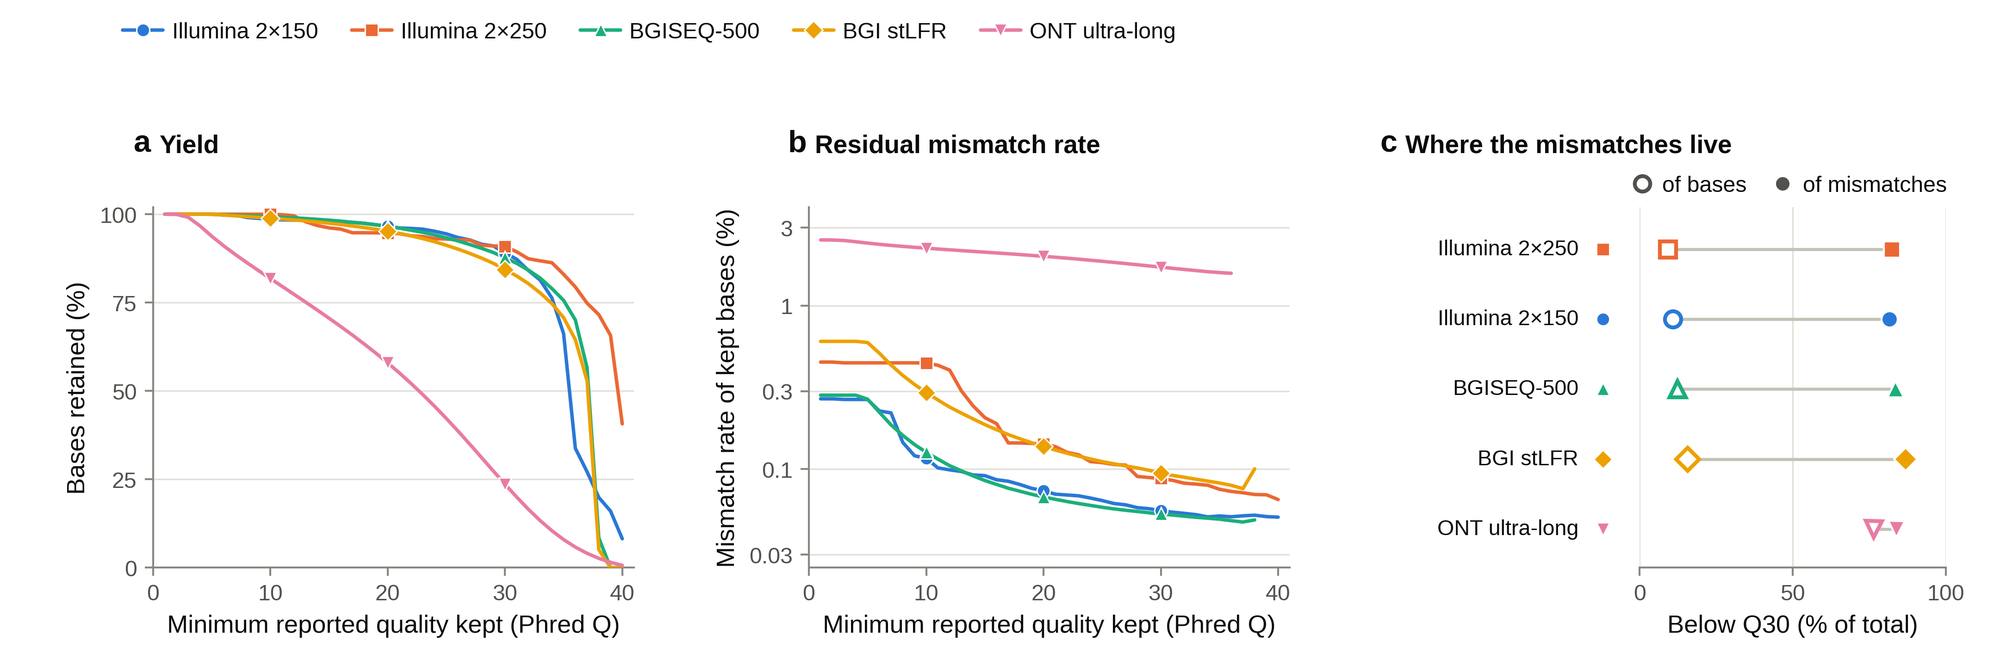 Illumina 2×150 Illumina 2×250 BGISEQ-500 BGI stLFR ONT ultra-long
a Yield
Bases retained (%)
100
75
50
25
0
0 10 20 30 40
Minimum reported quality kept (Phred Q)
b Residual mismatch rate
Mismatch rate of kept bases (%)
3
1
0.3
0.1
0.03
0 10 20 30 40
Minimum reported quality kept (Phred Q)
c Where the mismatches live
of bases of mismatches
Illumina 2×250
Illumina 2×150
BGISEQ-500
BGI stLFR
ONT ultra-long
0 50 100
Below Q30 (% of total)